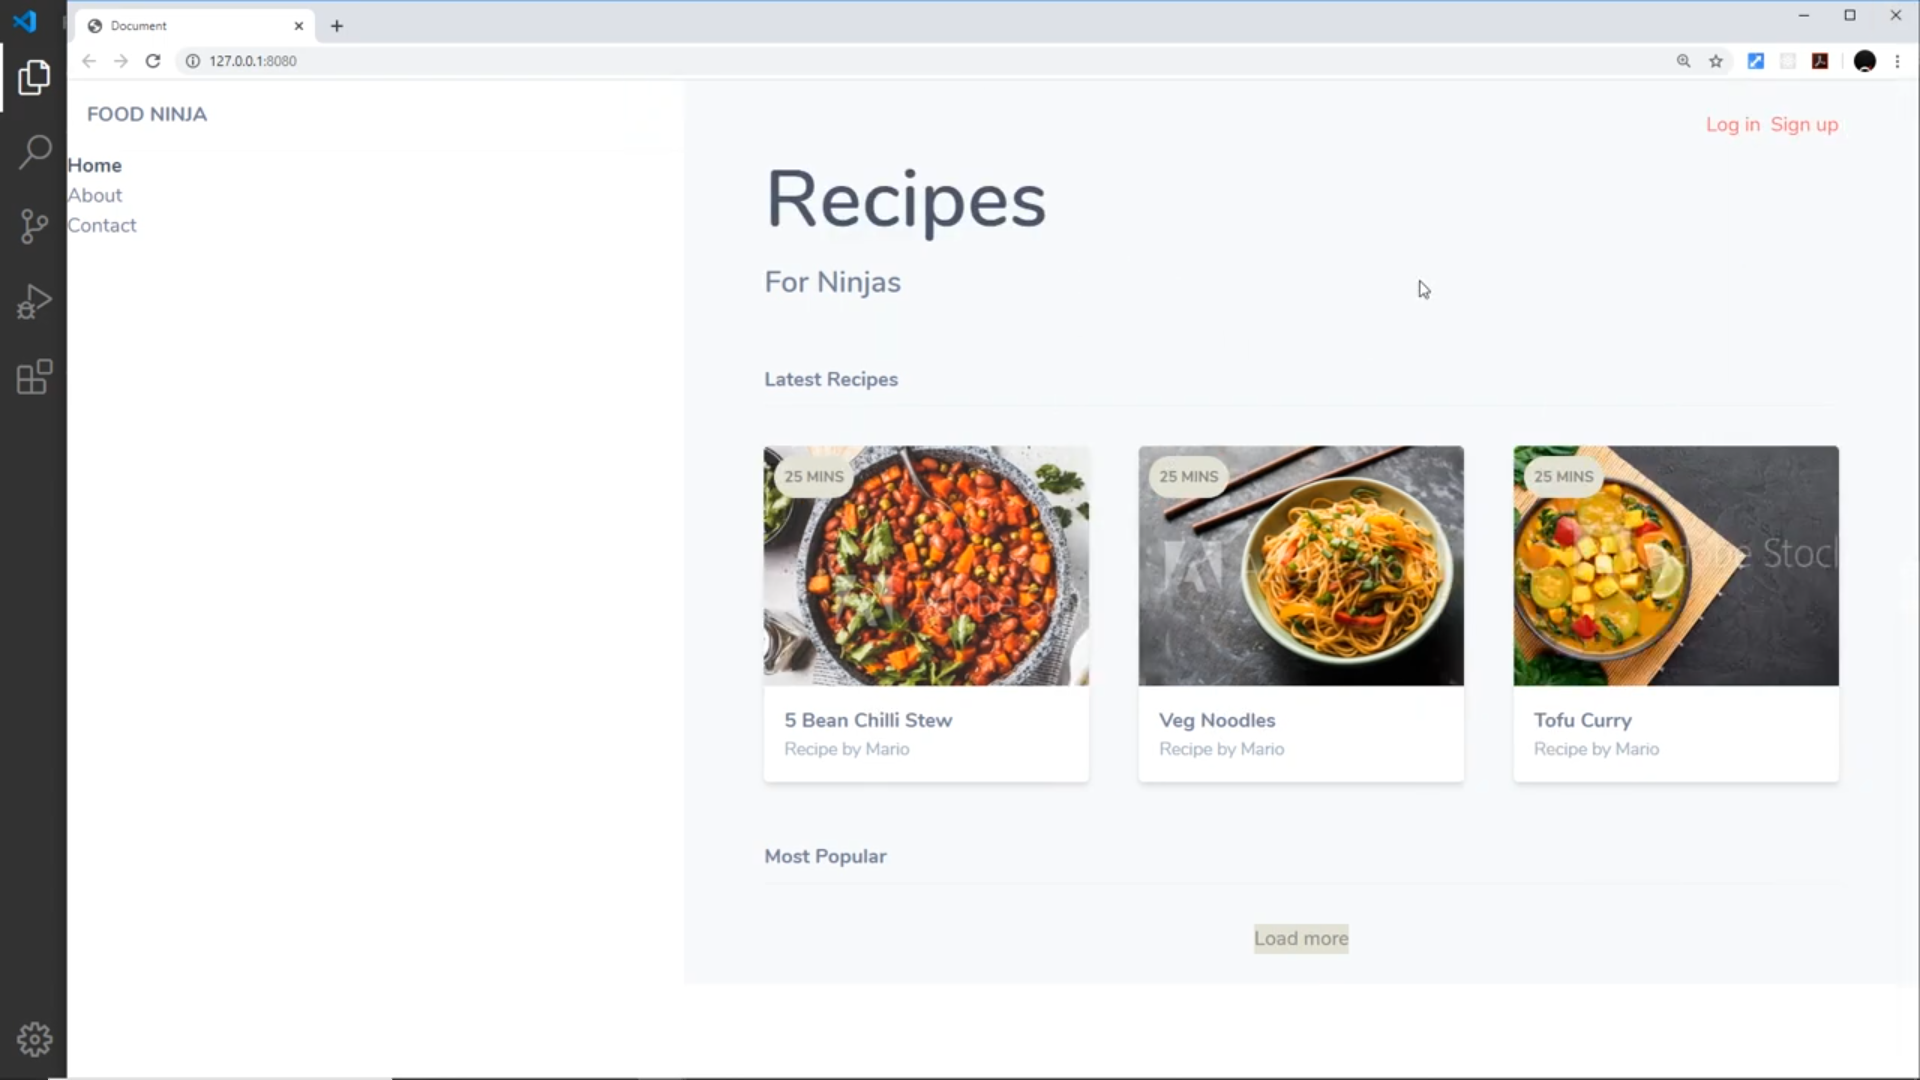 Document
127.0.0.1:8080
FOOD NINJA
Home
About
Contact
Log in Sign up
Recipes
For Ninjas
Latest Recipes
25 MINS
25 MINS
25 MINS
Adobe Stock
5 Bean Chilli Stew
Recipe by Mario
Veg Noodles
Recipe by Mario
Tofu Curry
Recipe by Mario
Most Popular
Load more